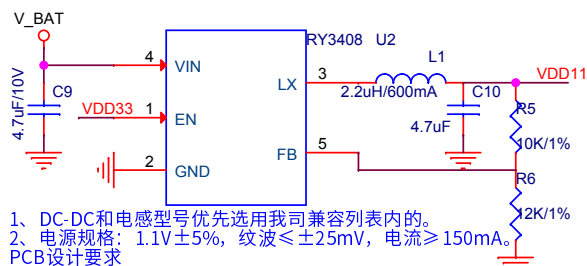 V_BAT
RY3408 U2
4 VIN
L1
LX 3
VDD11
C9
4.7uF/10V
2.2uH/600mA
C10
VDD33 1 EN
4.7uF
R5
10K/1%
2 GND
FB 5
R6
12K/1%
1、DC-DC和电感型号优先选用我司兼容列表内的。
2、电源规格：1.1V±5%，纹波≤±25mV，电流≥150mA。
PCB设计要求